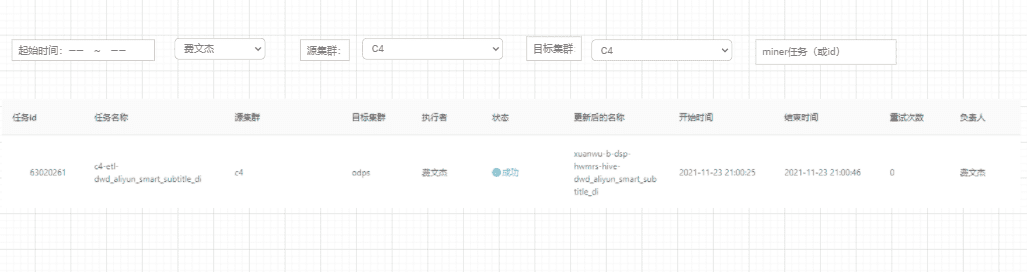 起始时间：－－ ~ －－ 费文杰 源集群： C4 目标集群 C4 miner任务（或id）
任务id 任务名称 源集群 目标集群 执行者 状态 更新后的名称 开始时间 结束时间 重试次数 负责人
63020261 c4-etl-dwd_aliyun_smart_subtitle_di c4 odps 费文杰 成功 xuanwu-b-dsp-hwmrs-hive-dwd_aliyun_smart_subtitle_di 2021-11-23 21:00:25 2021-11-23 21:00:46 0 费文杰